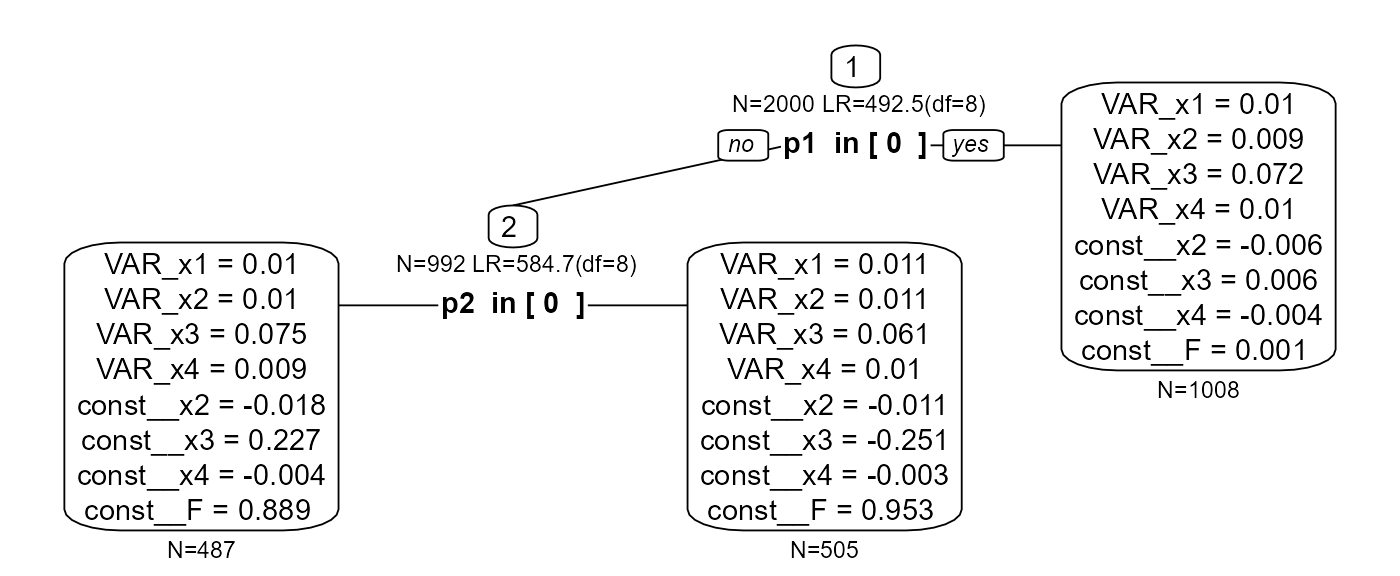 1
N=2000 LR=492.5(df=8)
no
p1 in [ 0 ]
yes
VAR_x1 = 0.01
VAR_x2 = 0.009
VAR_x3 = 0.072
VAR_x4 = 0.01
const__x2 = -0.006
const__x3 = 0.006
const__x4 = -0.004
const__F = 0.001
N=1008
2
N=992 LR=584.7(df=8)
p2 in [ 0 ]
VAR_x1 = 0.01
VAR_x2 = 0.01
VAR_x3 = 0.075
VAR_x4 = 0.009
const__x2 = -0.018
const__x3 = 0.227
const__x4 = -0.004
const__F = 0.889
N=487
VAR_x1 = 0.011
VAR_x2 = 0.011
VAR_x3 = 0.061
VAR_x4 = 0.01
const__x2 = -0.011
const__x3 = -0.251
const__x4 = -0.003
const__F = 0.953
N=505